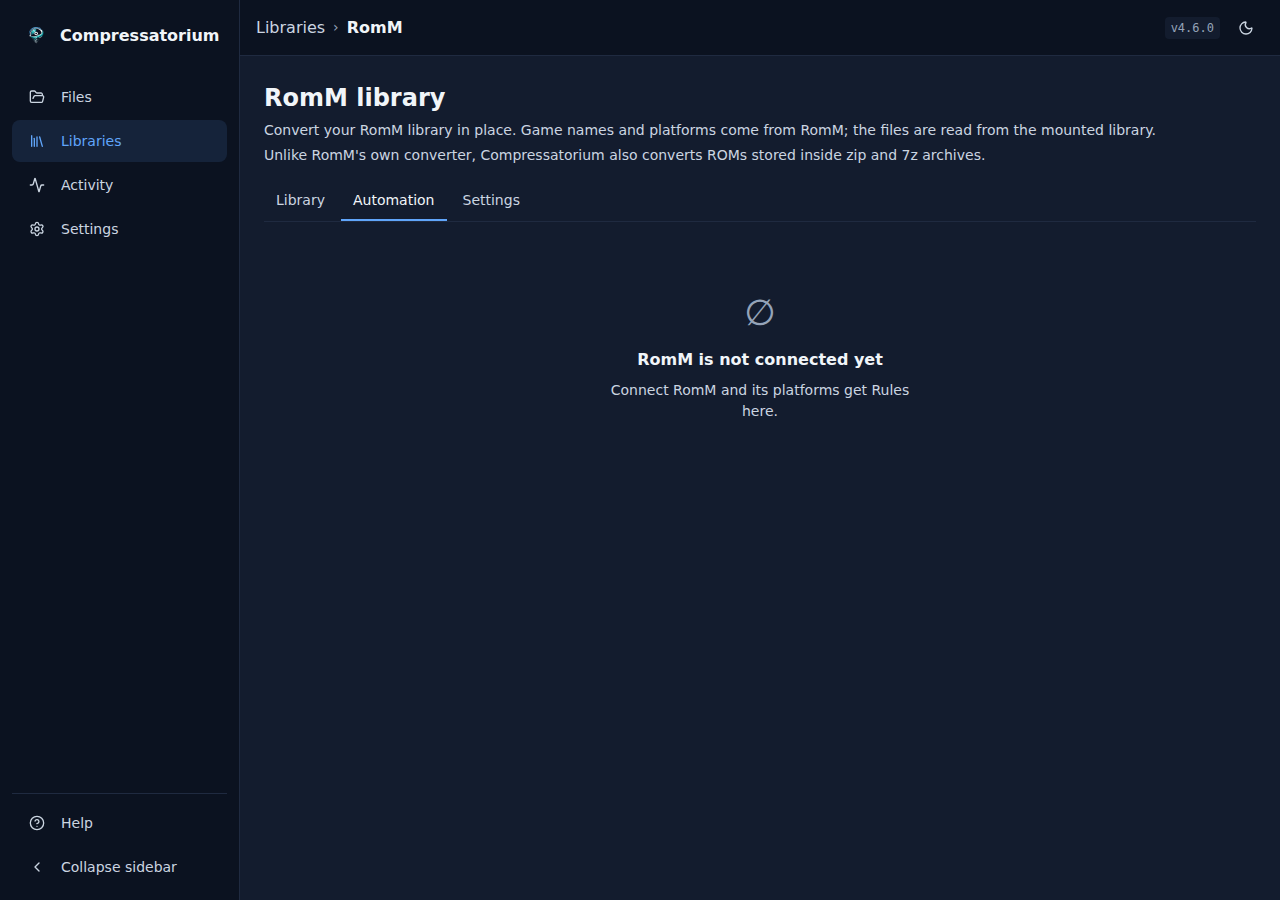 Compressatorium
Libraries › RomM
v4.6.0
Files
Libraries
Activity
Settings
RomM library
Convert your RomM library in place. Game names and platforms come from RomM; the files are read from the mounted library.
Unlike RomM's own converter, Compressatorium also converts ROMs stored inside zip and 7z archives.
Library
Automation
Settings
∅
RomM is not connected yet
Connect RomM and its platforms get Rules
here.
Help
Collapse sidebar